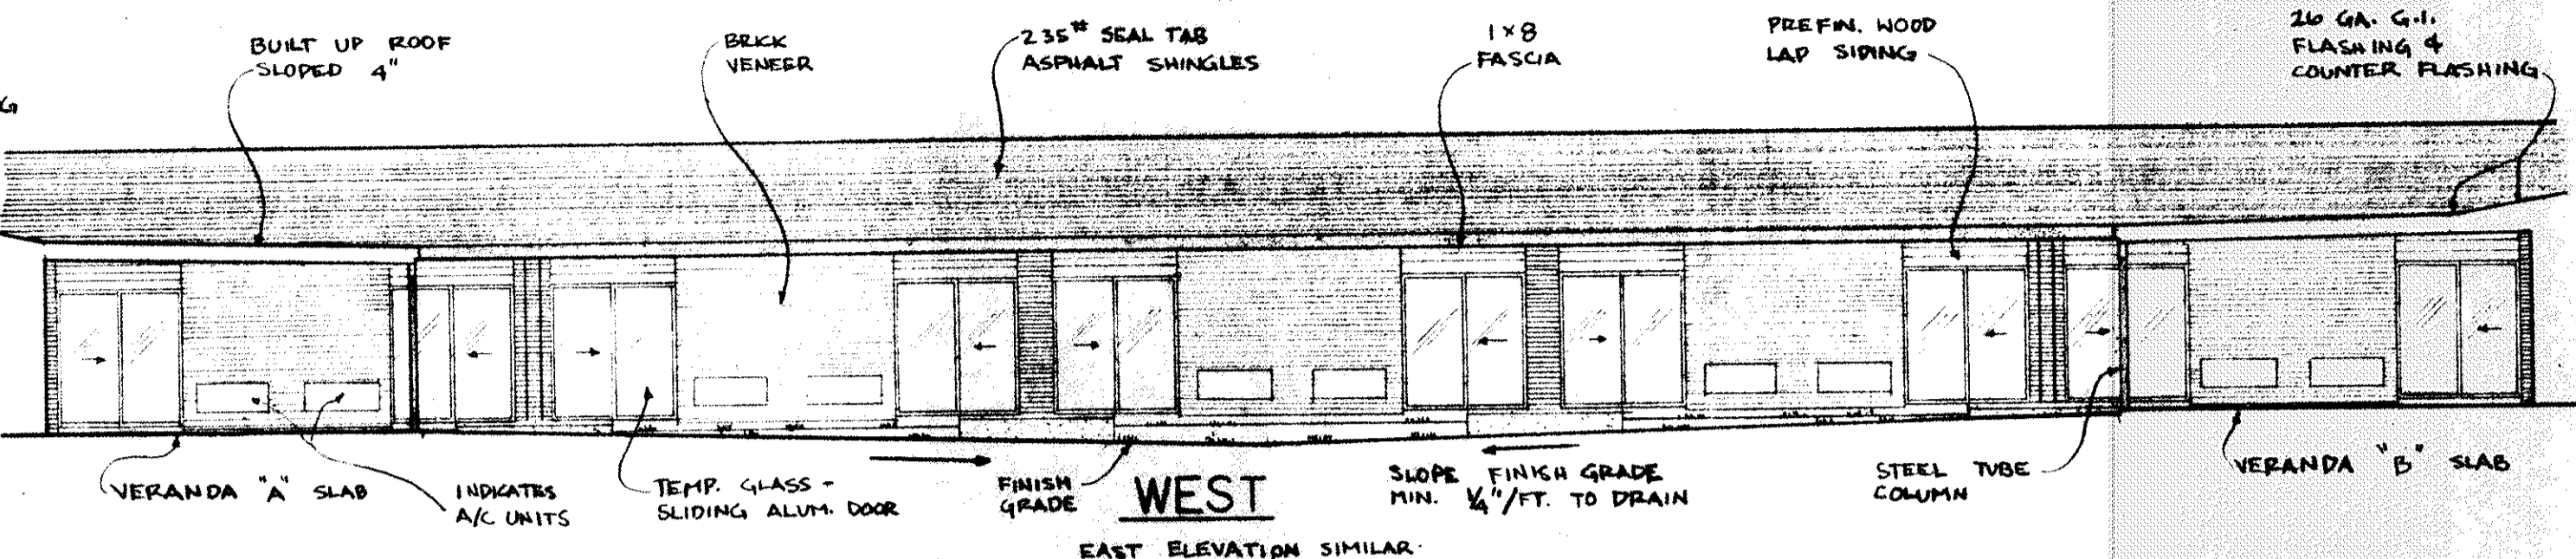 BUILT UP ROOF
SLOPED 4"
BRICK
VENEER
235# SEAL TAB
ASPHALT SHINGLES
1x8
FASCIA
PREFIN. WOOD
LAP SIDING
26 GA. G.I.
FLASHING &
COUNTER FLASHING
G
VERANDA "A" SLAB
INDICATES
A/C UNITS
TEMP. GLASS -
SLIDING ALUM. DOOR
FINISH
GRADE
WEST
EAST ELEVATION SIMILAR.
SLOPE FINISH GRADE
MIN. 1/4"/FT. TO DRAIN
STEEL TUBE
COLUMN
VERANDA "B" SLAB